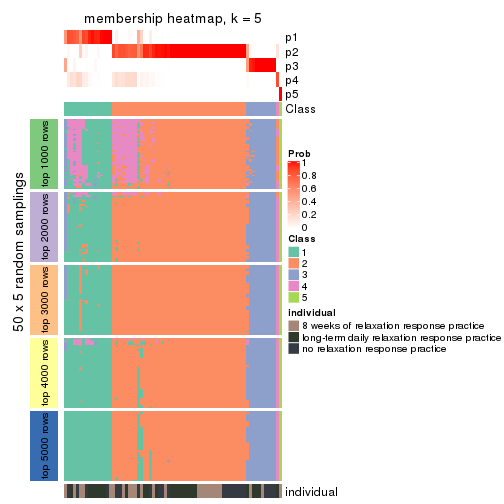 membership heatmap, k = 5
p1
p2
p3
p4
p5
Class
50 x 5 random samplings
top 1000 rows
top 2000 rows
top 3000 rows
top 4000 rows
top 5000 rows
individual
Prob
1
0.8
0.6
0.4
0.2
0
Class
1
2
3
4
5
individual
8 weeks of relaxation response practice
long-term daily relaxation response practice
no relaxation response practice